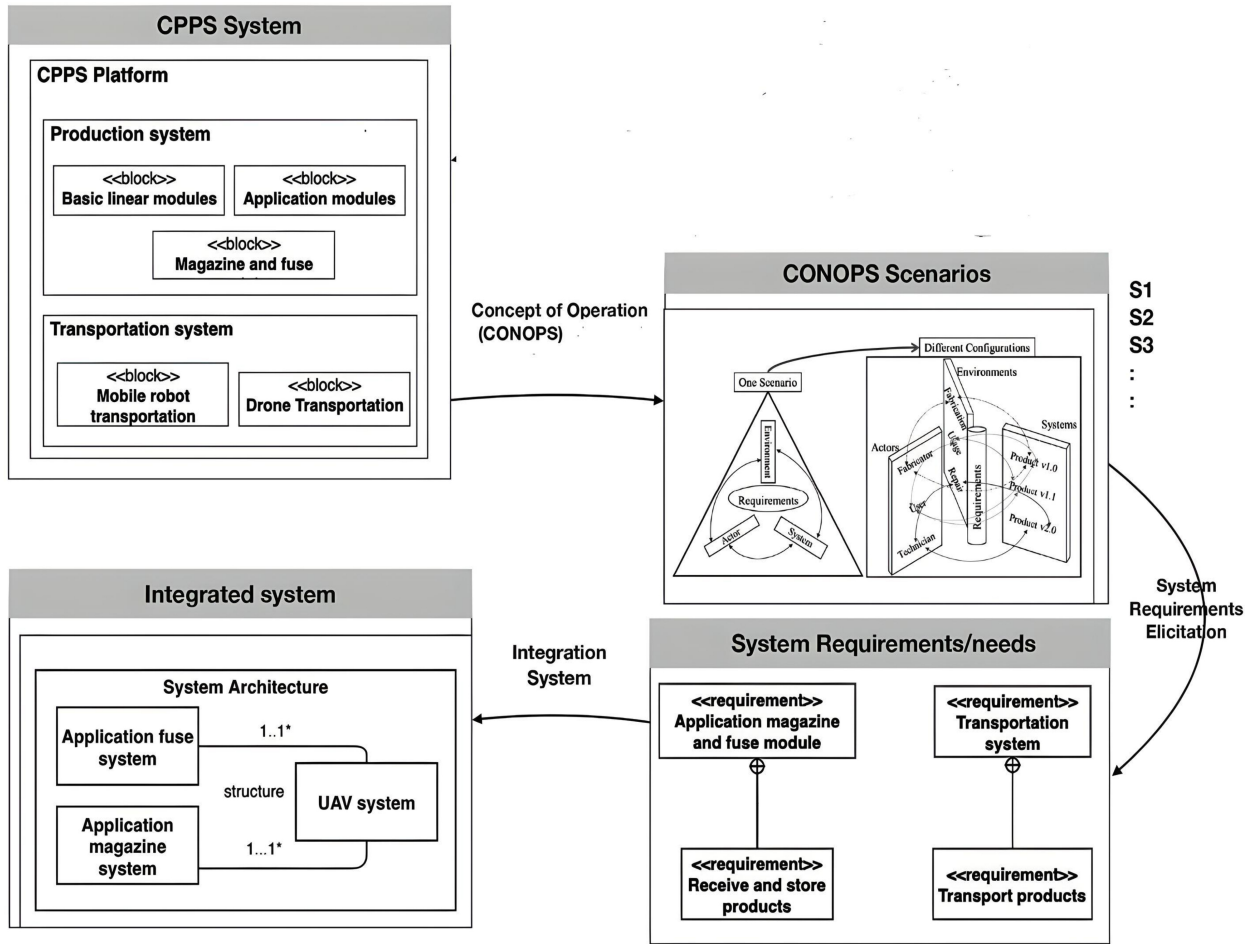 CPPS System
CPPS Platform
Production system
<<block>>
Basic linear modules
<<block>>
Application modules
<<block>>
Magazine and fuse
Transportation system
<<block>>
Mobile robot
transportation
<<block>>
Drone Transportation
Concept of Operation
(CONOPS)
CONOPS Scenarios
S1
S2
S3
:
:
One Scenario
Environment
Requirements
Actor
System
Different Configurations
Environments
Fabrication
Usage
Repair
Requirements
Actors
Fabricator
User
Technician
Systems
Product v1.0
Product v1.1
Product v2.0
System
Requirements
Elicitation
System Requirements/needs
<<requirement>>
Application magazine
and fuse module
<<requirement>>
Transportation
system
<<requirement>>
Receive and store
products
<<requirement>>
Transport products
Integration
System
Integrated system
System Architecture
Application fuse
system
1..1*
structure
UAV system
Application
magazine
system
1...1*